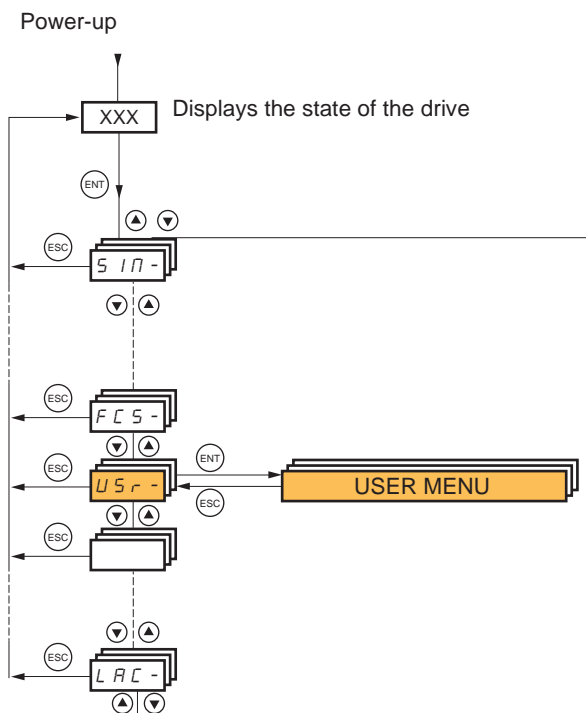 Power-up
XXX
Displays the state of the drive
ENT
ESC
SIM-
ESC
FCS-
ESC
ENT
USr-
USER MENU
ESC
ESC
ESC
LAC-